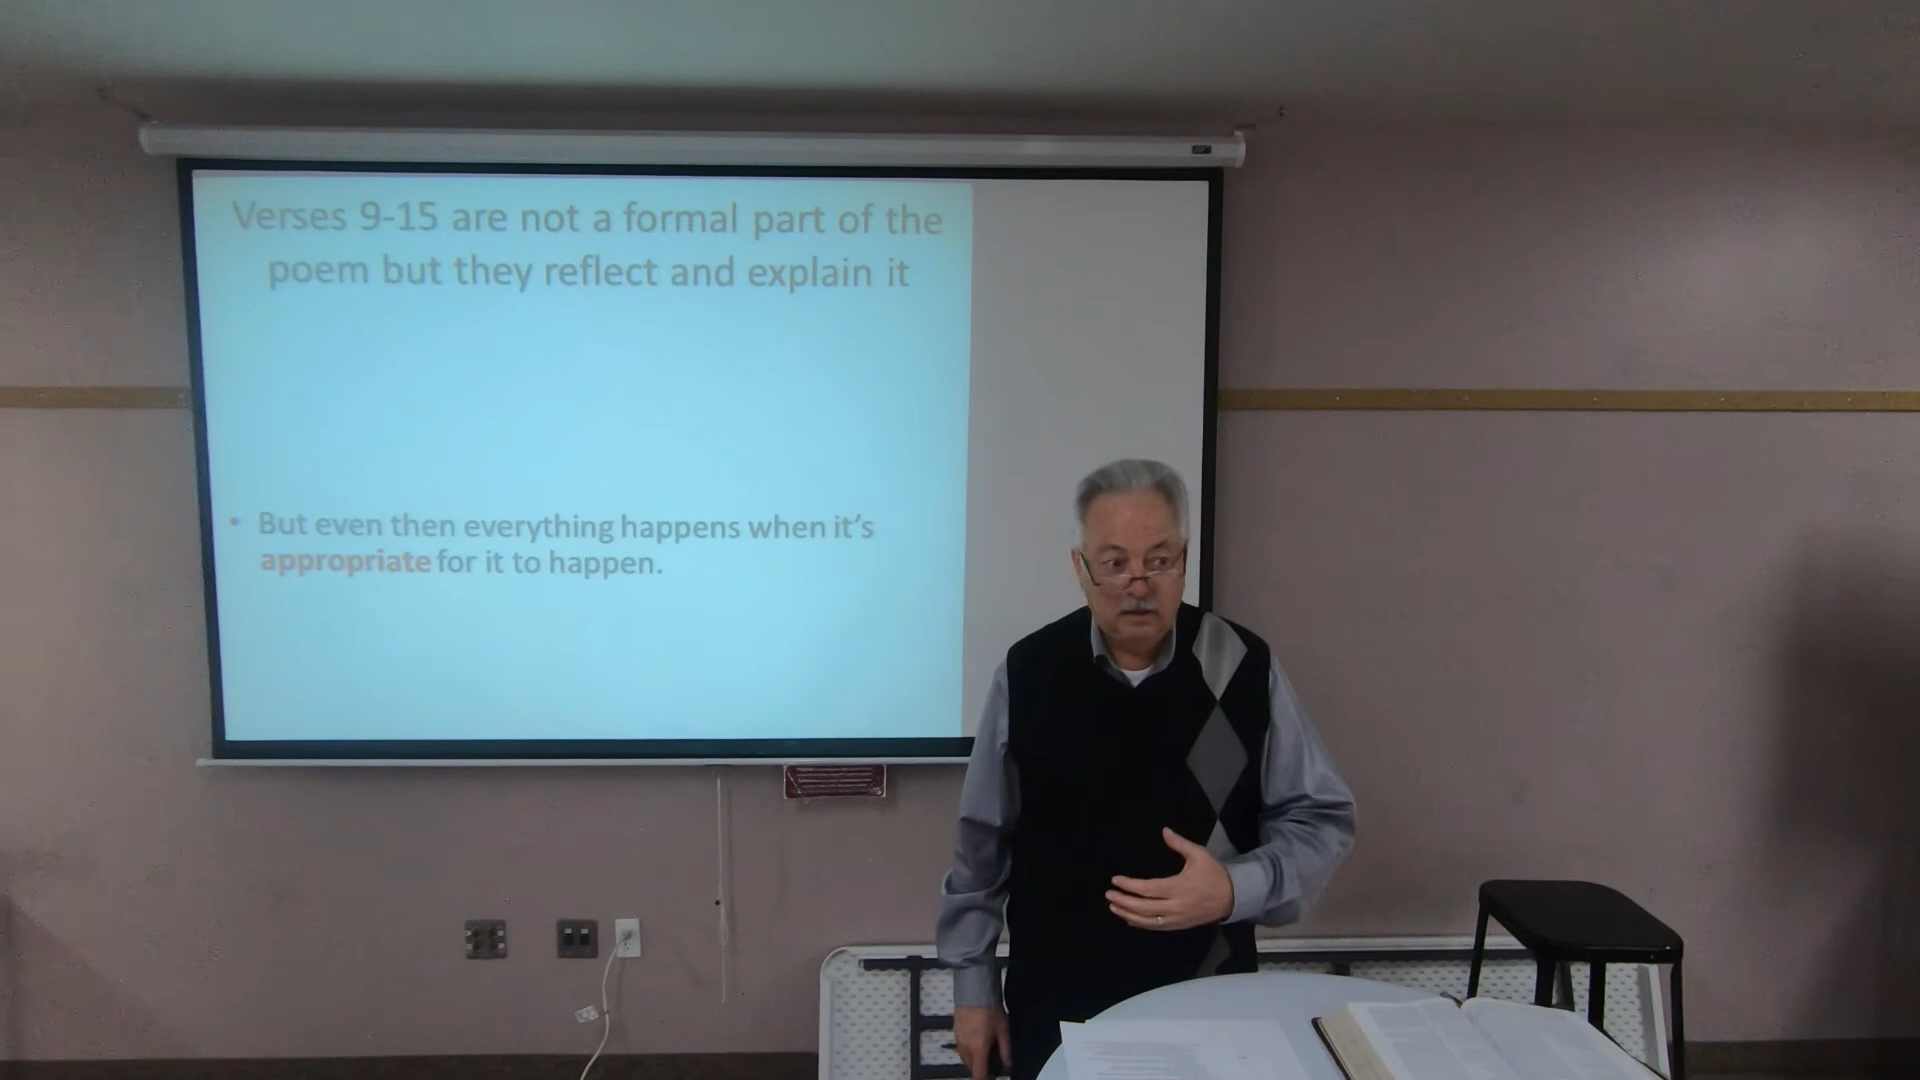 Verses 9-15 are not a formal part of the
poem but they reflect and explain it
• But even then everything happens when it's
appropriate for it to happen.